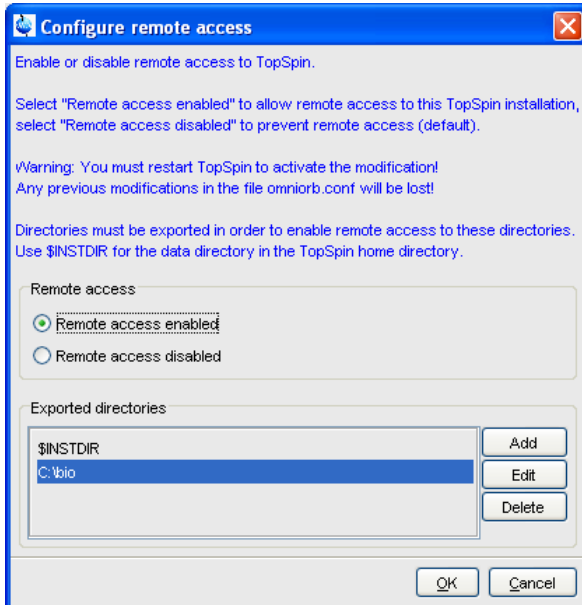 Configure remote access
Enable or disable remote access to TopSpin.
Select "Remote access enabled" to allow remote access to this TopSpin installation,
select "Remote access disabled" to prevent remote access (default).
Warning: You must restart TopSpin to activate the modification!
Any previous modifications in the file omniorb.conf will be lost!
Directories must be exported in order to enable remote access to these directories.
Use $INSTDIR for the data directory in the TopSpin home directory.
Remote access
Remote access enabled
Remote access disabled
Exported directories
$INSTDIR
C:\bio
Add
Edit
Delete
OK
Cancel